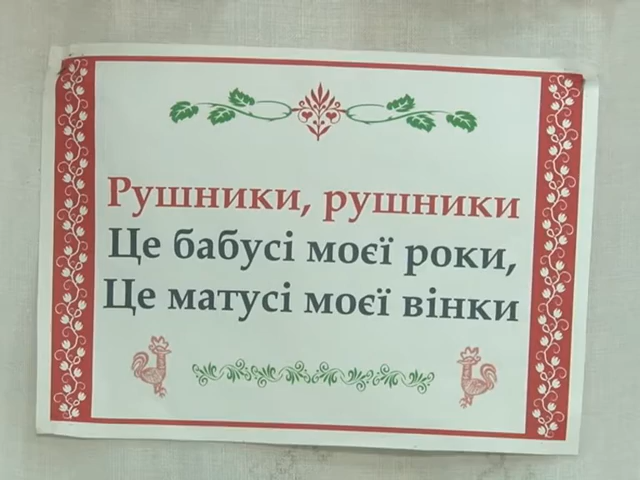 Рушники, рушники
Це бабусі моєї роки,
Це матусі моєї вінки